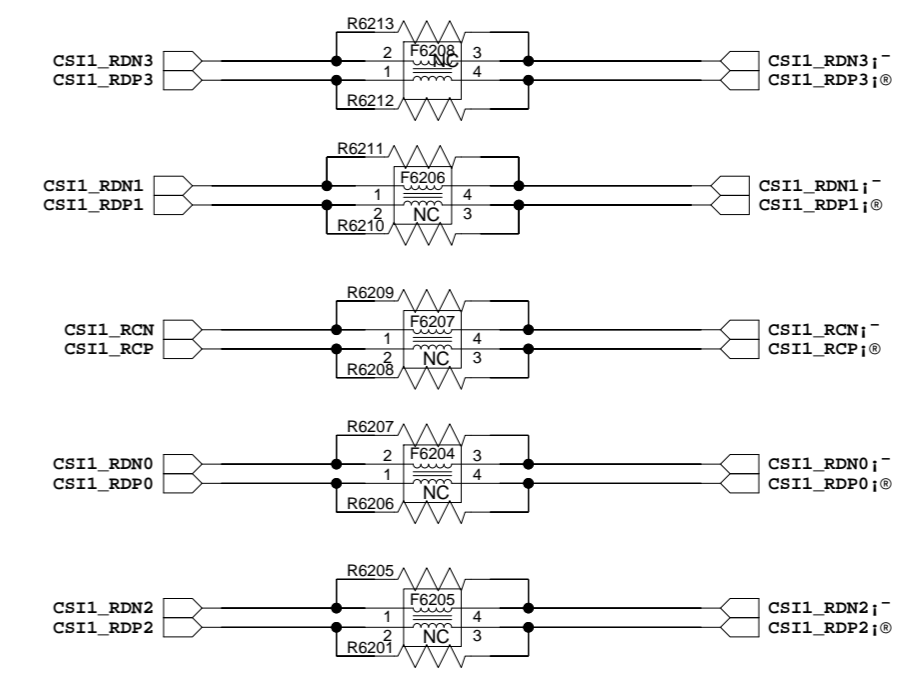 R6213
CSI1_RDN3 2 F6208 NC 3 CSI1_RDN3¡¯
CSI1_RDP3 1 4 CSI1_RDP3¡®
R6212
R6211
CSI1_RDN1 1 F6206 4 CSI1_RDN1¡¯
CSI1_RDP1 2 NC 3 CSI1_RDP1¡®
R6210
R6209
CSI1_RCN 1 F6207 4 CSI1_RCN¡¯
CSI1_RCP 2 NC 3 CSI1_RCP¡®
R6208
R6207
CSI1_RDN0 2 F6204 3 CSI1_RDN0¡¯
CSI1_RDP0 1 NC 4 CSI1_RDP0¡®
R6206
R6205
CSI1_RDN2 1 F6205 4 CSI1_RDN2¡¯
CSI1_RDP2 2 NC 3 CSI1_RDP2¡®
R6201